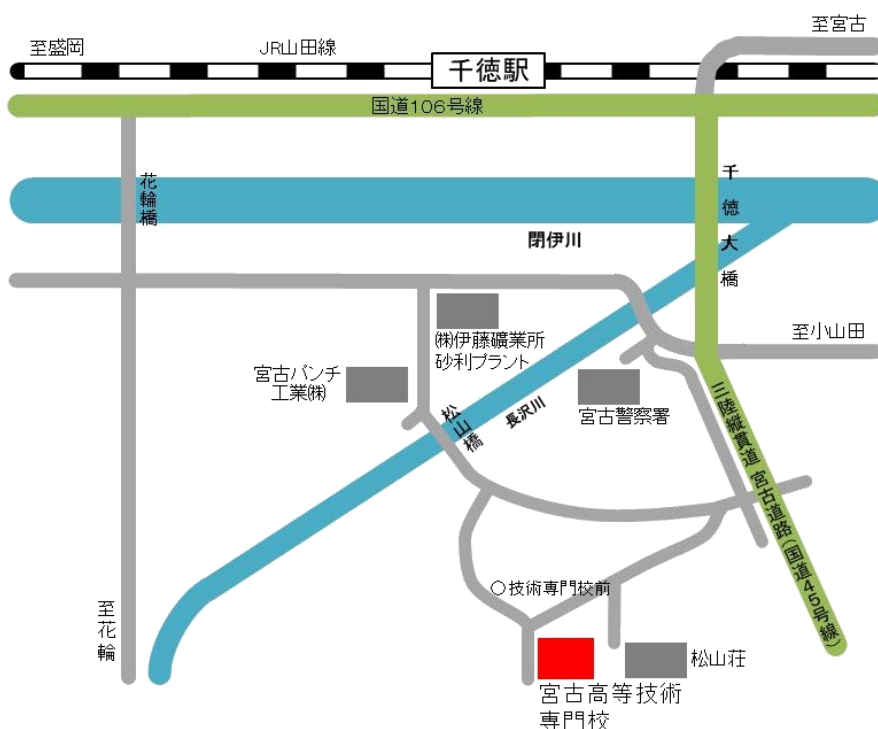 至宮古
至盛岡
JR山田線
千徳駅
国道106号線
花輪橋
千徳大橋
閉伊川
至小山田
㈱伊藤礦業所
砂利プラント
宮古パンチ
工業㈱
宮古警察署
長沢川
松山橋
三陸縦貫道 宮古道路(国道45号線)
○技術専門校前
至花輪
松山荘
宮古高等技術
専門校